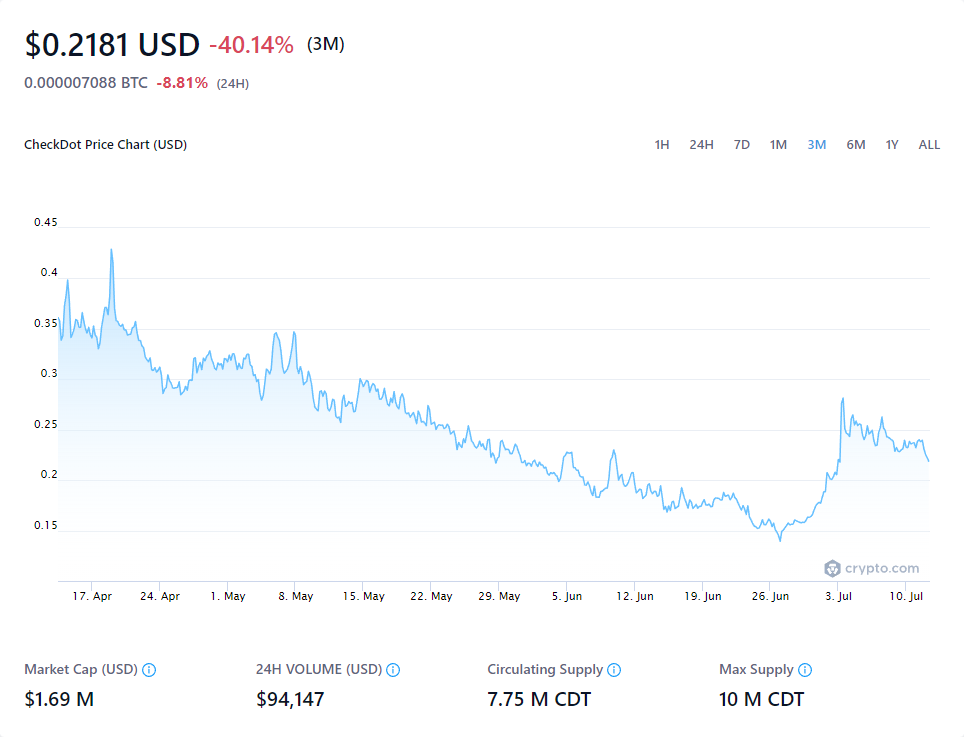 $0.2181 USD -40.14% (3M)
0.000007088 BTC -8.81% (24H)
CheckDot Price Chart (USD) 1H 24H 7D 1M 3M 6M 1Y ALL
0.45
0.4
0.35
0.3
0.25
0.2
0.15
crypto.com
17. Apr 24. Apr 1. May 8. May 15. May 22. May 29. May 5. Jun 12. Jun 19. Jun 26. Jun 3. Jul 10. Jul
Market Cap (USD) 24H VOLUME (USD) Circulating Supply Max Supply
$1.69 M $94,147 7.75 M CDT 10 M CDT